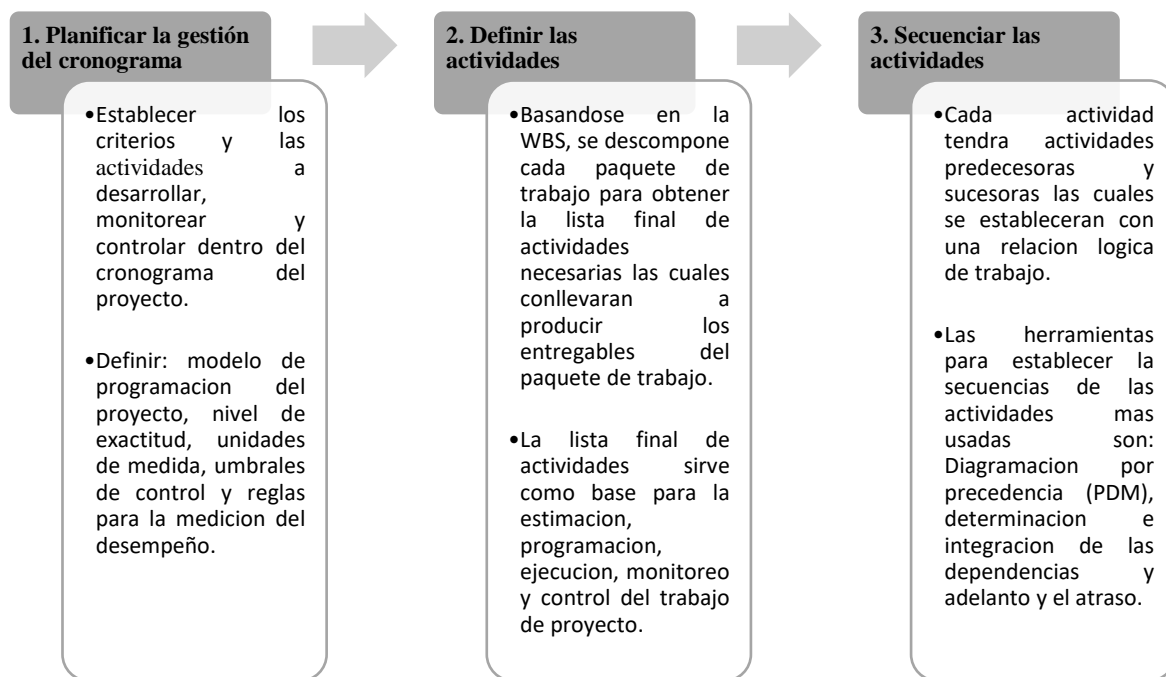 1. Planificar la gestión
del cronograma
•Establecer los
criterios y las
actividades a
desarrollar,
monitorear y
controlar dentro del
cronograma del
proyecto.
•Definir: modelo de
programacion del
proyecto, nivel de
exactitud, unidades
de medida, umbrales
de control y reglas
para la medicion del
desempeño.
2. Definir las
actividades
•Basandose en la
WBS, se descompone
cada paquete de
trabajo para obtener
la lista final de
actividades
necesarias las cuales
conllevaran a
producir los
entregables del
paquete de trabajo.
•La lista final de
actividades sirve
como base para la
estimacion,
programacion,
ejecucion, monitoreo
y control del trabajo
de proyecto.
3. Secuenciar las
actividades
•Cada actividad
tendra actividades
predecesoras y
sucesoras las cuales
se estableceran con
una relacion logica
de trabajo.
•Las herramientas
para establecer la
secuencias de las
actividades mas
usadas son:
Diagramacion por
precedencia (PDM),
determinacion e
integracion de las
dependencias y
adelanto y el atraso.